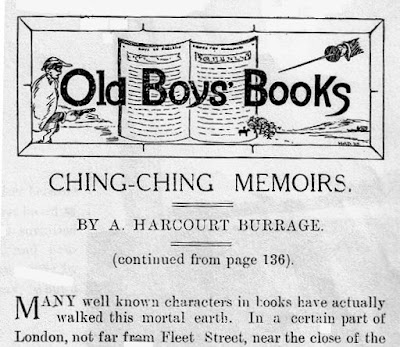 Old Boys' Books
CHING-CHING MEMOIRS.
BY A. HARCOURT BURRAGE.
(continued from page 136).
MANY well known characters in books have actually
walked this mortal earth. In a certain part of
London, not far fram Fleet Street, near the close of the